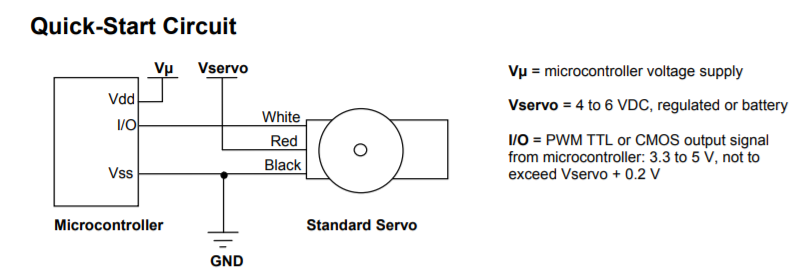 Quick-Start Circuit
Vµ
Vservo
Vdd
I/O
Vss
White
Red
Black
Microcontroller
Standard Servo
GND
Vµ = microcontroller voltage supply
Vservo = 4 to 6 VDC, regulated or battery
I/O = PWM TTL or CMOS output signal
from microcontroller: 3.3 to 5 V, not to
exceed Vservo + 0.2 V